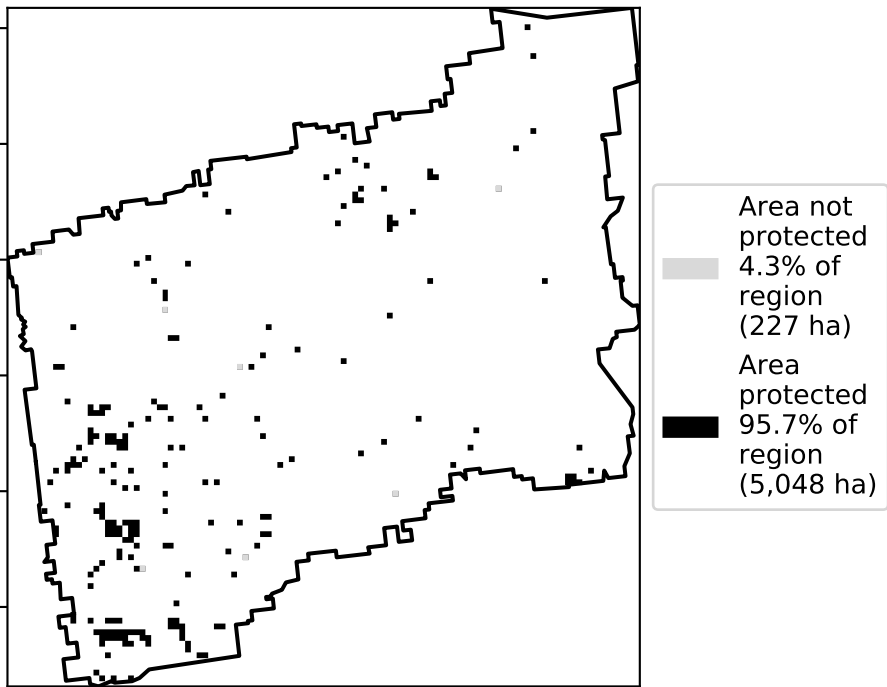 Area not
protected
4.3% of
region
(227 ha)
Area
protected
95.7% of
region
(5,048 ha)